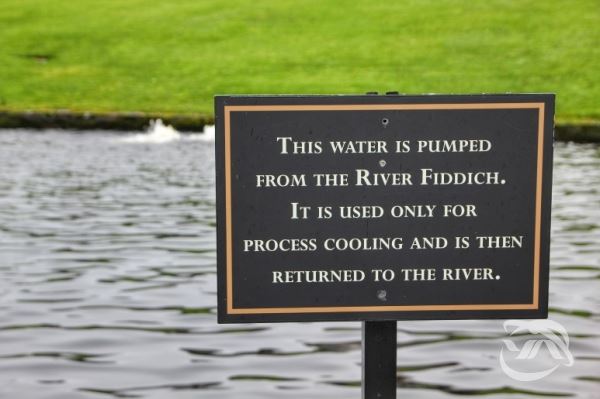 THIS WATER IS PUMPED
FROM THE RIVER FIDDICH.
IT IS USED ONLY FOR
PROCESS COOLING AND IS THEN
RETURNED TO THE RIVER.